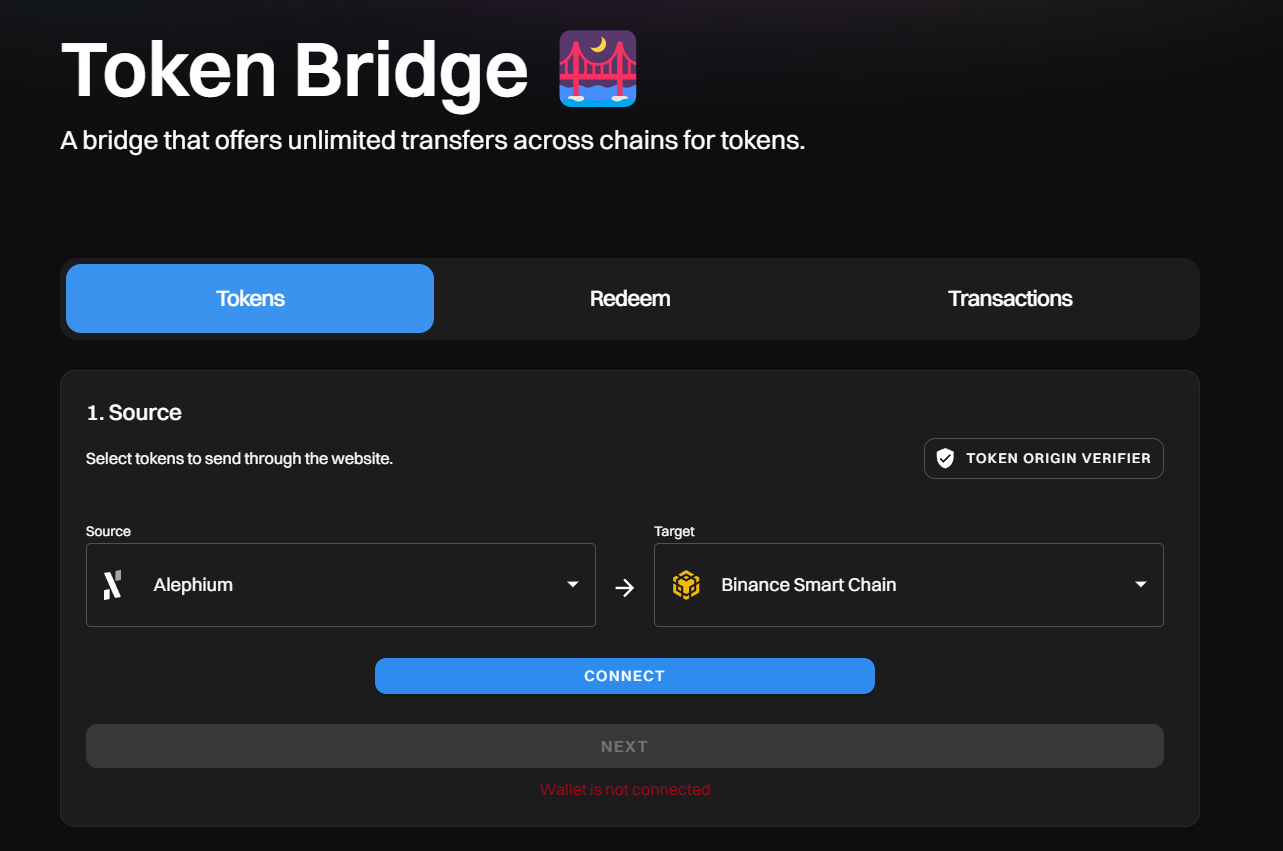 Token Bridge
A bridge that offers unlimited transfers across chains for tokens.
Tokens
Redeem
Transactions
1. Source
Select tokens to send through the website.
TOKEN ORIGIN VERIFIER
Source
Target
Alephium
Binance Smart Chain
CONNECT
NEXT
Wallet is not connected